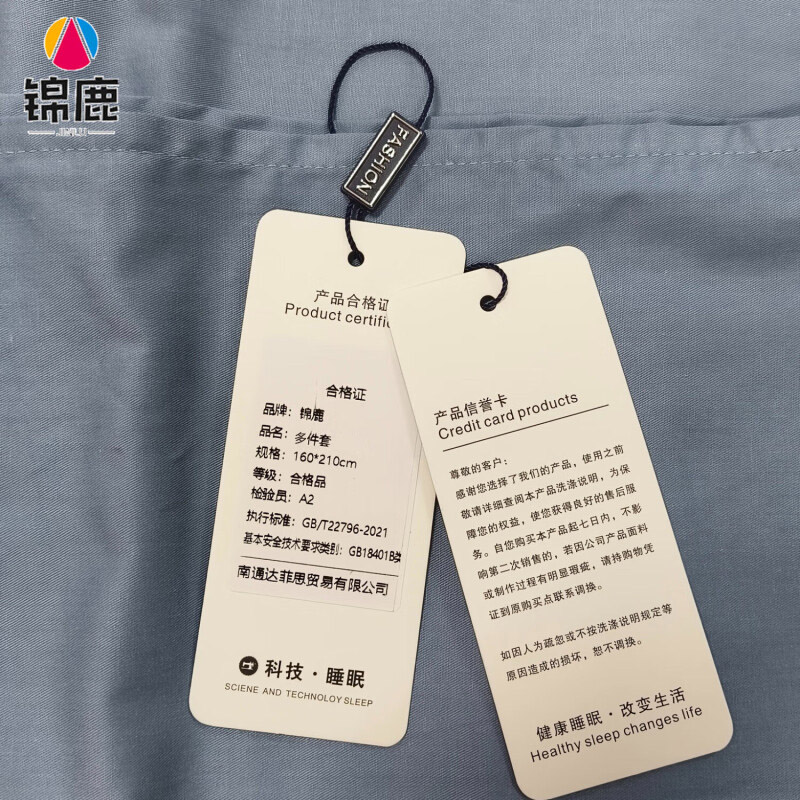 锦鹿
JINLU
FASHION
产品合格证
Product certific
合格证
品牌：锦鹿
品名：多件套
规格：160*210cm
等级：合格品
检验员：A2
执行标准：GB/T22796-2021
基本安全技术要求类别：GB18401B类
南通达菲思贸易有限公司
科技·睡眠
SCIENE AND TECHNOLOY SLEEP
产品信誉卡
Credit card products
尊敬的客户：
感谢您选择了我们的产品，使用之前
敬请详细查阅本产品洗涤说明，为保
障您的权益，使您获得良好的售后服
务。自您购买本产品起七日内，不影
响第二次销售的，若因公司产品面料
或制作过程有明显瑕疵，请持购物凭
证到原购买点联系调换。
如因人为疏忽或不按洗涤说明规定等
原因造成的损坏，恕不调换。
健康睡眠·改变生活
Healthy sleep changes life